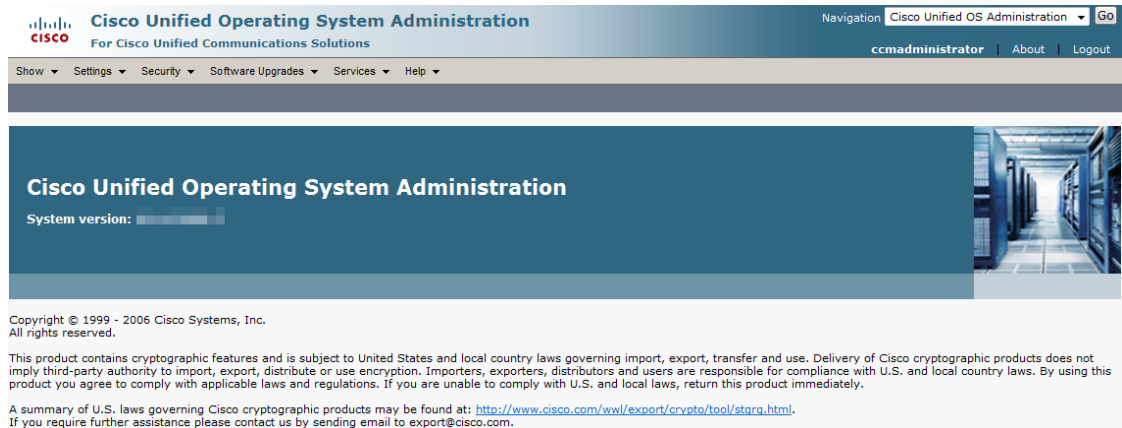 CISCO
Cisco Unified Operating System Administration
For Cisco Unified Communications Solutions
Navigation Cisco Unified OS Administration Go
ccmadministrator | About | Logout
Show Settings Security Software Upgrades Services Help
Cisco Unified Operating System Administration
System version:
Copyright © 1999 - 2006 Cisco Systems, Inc.
All rights reserved.
This product contains cryptographic features and is subject to United States and local country laws governing import, export, transfer and use. Delivery of Cisco cryptographic products does not
imply third-party authority to import, export, distribute or use encryption. Importers, exporters, distributors and users are responsible for compliance with U.S. and local country laws. By using this
product you agree to comply with applicable laws and regulations. If you are unable to comply with U.S. and local laws, return this product immediately.
A summary of U.S. laws governing Cisco cryptographic products may be found at: http://www.cisco.com/wwl/export/crypto/tool/stqrg.html.
If you require further assistance please contact us by sending email to export@cisco.com.